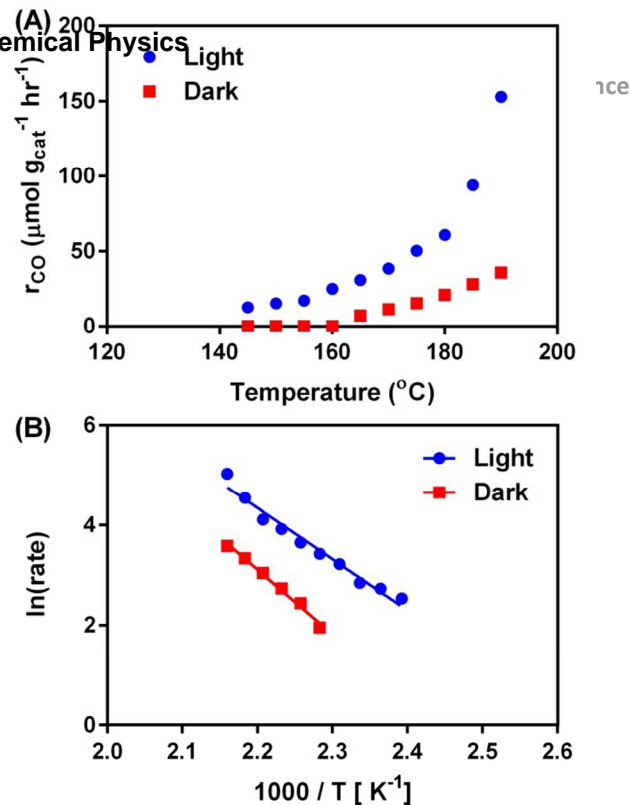 (A)
emical Physics
nce
Light
Dark
200
150
100
50
0
r_CO (μmol g_cat^-1 hr^-1)
120 140 160 180 200
Temperature (°C)
(B)
Light
Dark
6
4
2
0
ln(rate)
2.0 2.1 2.2 2.3 2.4 2.5 2.6
1000 / T [ K^-1]